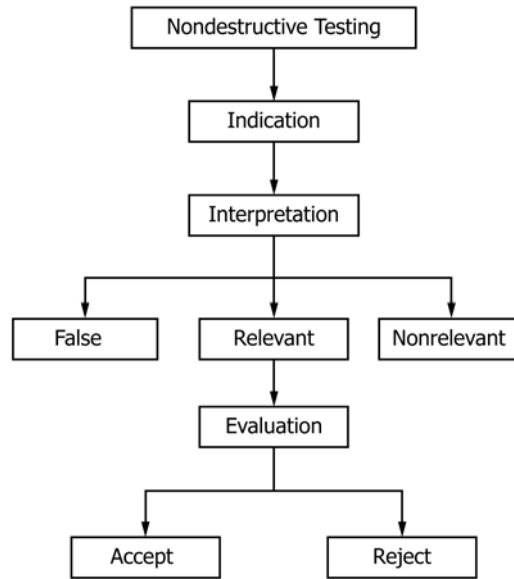 Nondestructive Testing
Indication
Interpretation
False
Relevant
Nonrelevant
Evaluation
Accept
Reject